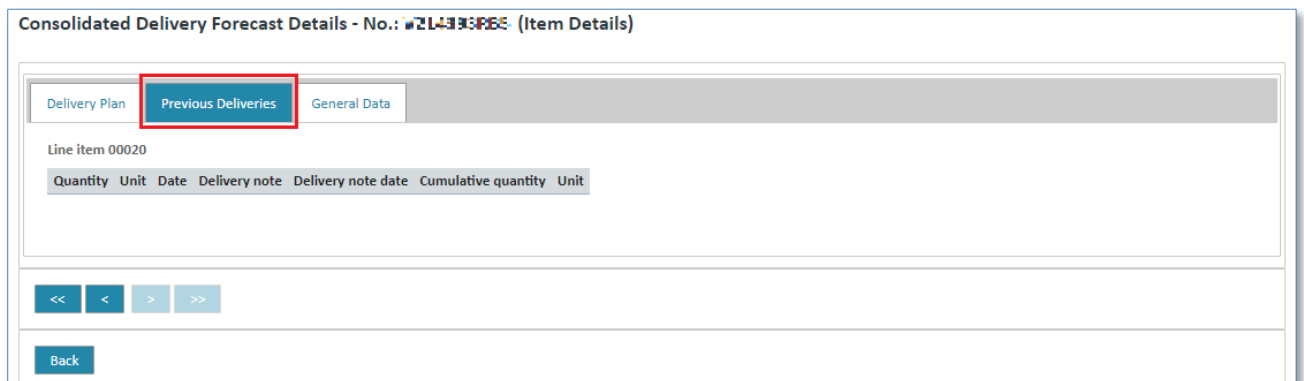 Consolidated Delivery Forecast Details - No.: (Item Details)
Delivery Plan Previous Deliveries General Data
Line item 00020
Quantity Unit Date Delivery note Delivery note date Cumulative quantity Unit
<< < > >>
Back